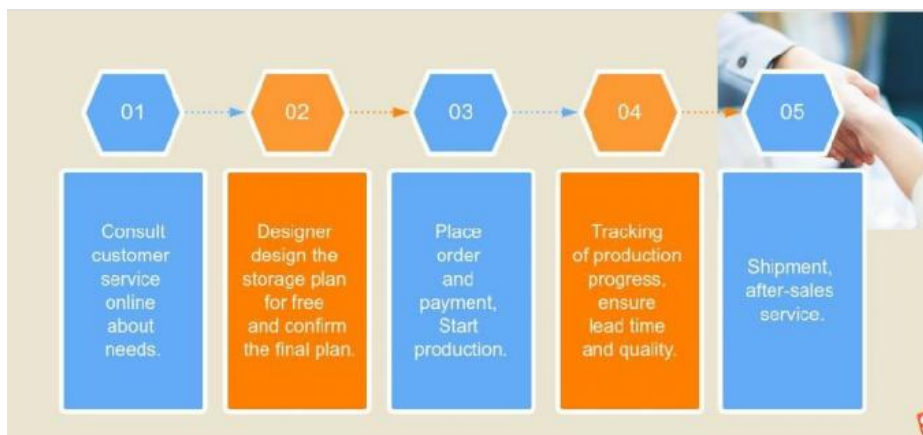 01
02
03
04
05
Consult
customer
service
online
about
needs.
Designer
design the
storage plan
for free
and confirm
the final plan.
Place
order
and
payment,
Start
production.
Tracking
of production
progress,
ensure
lead time
and quality.
Shipment,
after-sales
service.